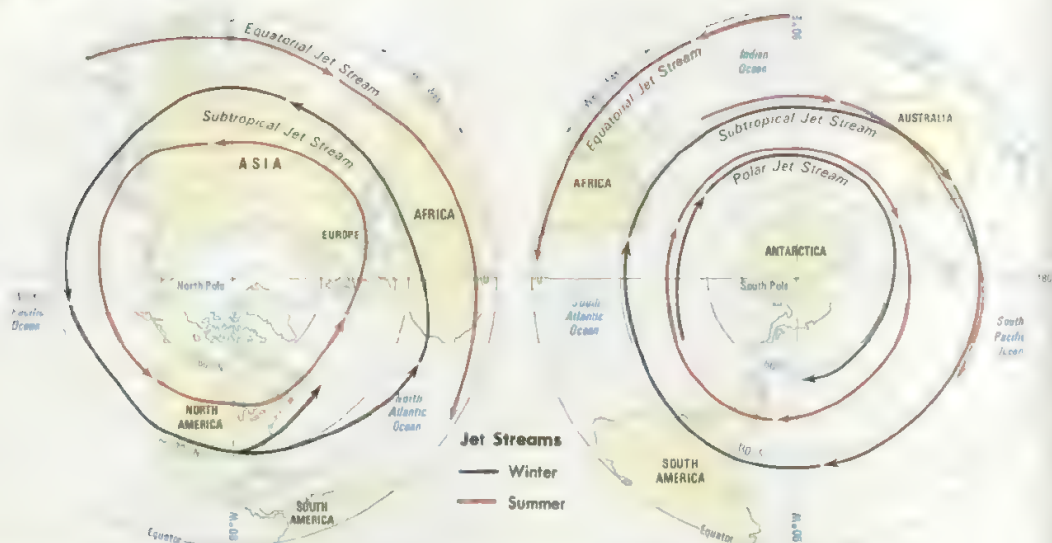 Equatorial Jet Stream
Subtropical Jet Stream
ASIA
EUROPE
AFRICA
North Pole
Ocean
NORTH
AMERICA
North
Atlantic
Ocean
SOUTH
AMERICA
Equator
Jet Streams
Winter
Summer
Indian
Ocean
Equatorial Jet Stream
Subtropical Jet Stream
Polar Jet Stream
AUSTRALIA
AFRICA
ANTARCTICA
South Pole
180
Atlantic
Ocean
South
Pacific
SOUTH
AMERICA
Equator